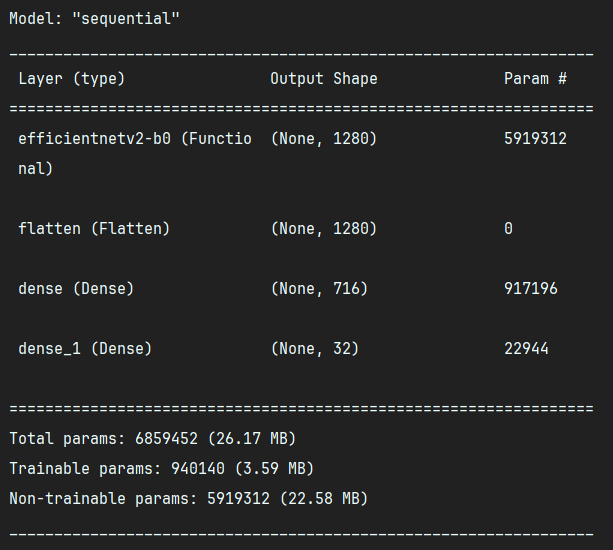 Model: "sequential"
_________________________________________________________________
Layer (type) Output Shape Param #
=================================================================
efficientnetv2-b0 (Functio (None, 1280) 5919312
nal)
flatten (Flatten) (None, 1280) 0
dense (Dense) (None, 716) 917196
dense_1 (Dense) (None, 32) 22944
=================================================================
Total params: 6859452 (26.17 MB)
Trainable params: 940140 (3.59 MB)
Non-trainable params: 5919312 (22.58 MB)
_________________________________________________________________